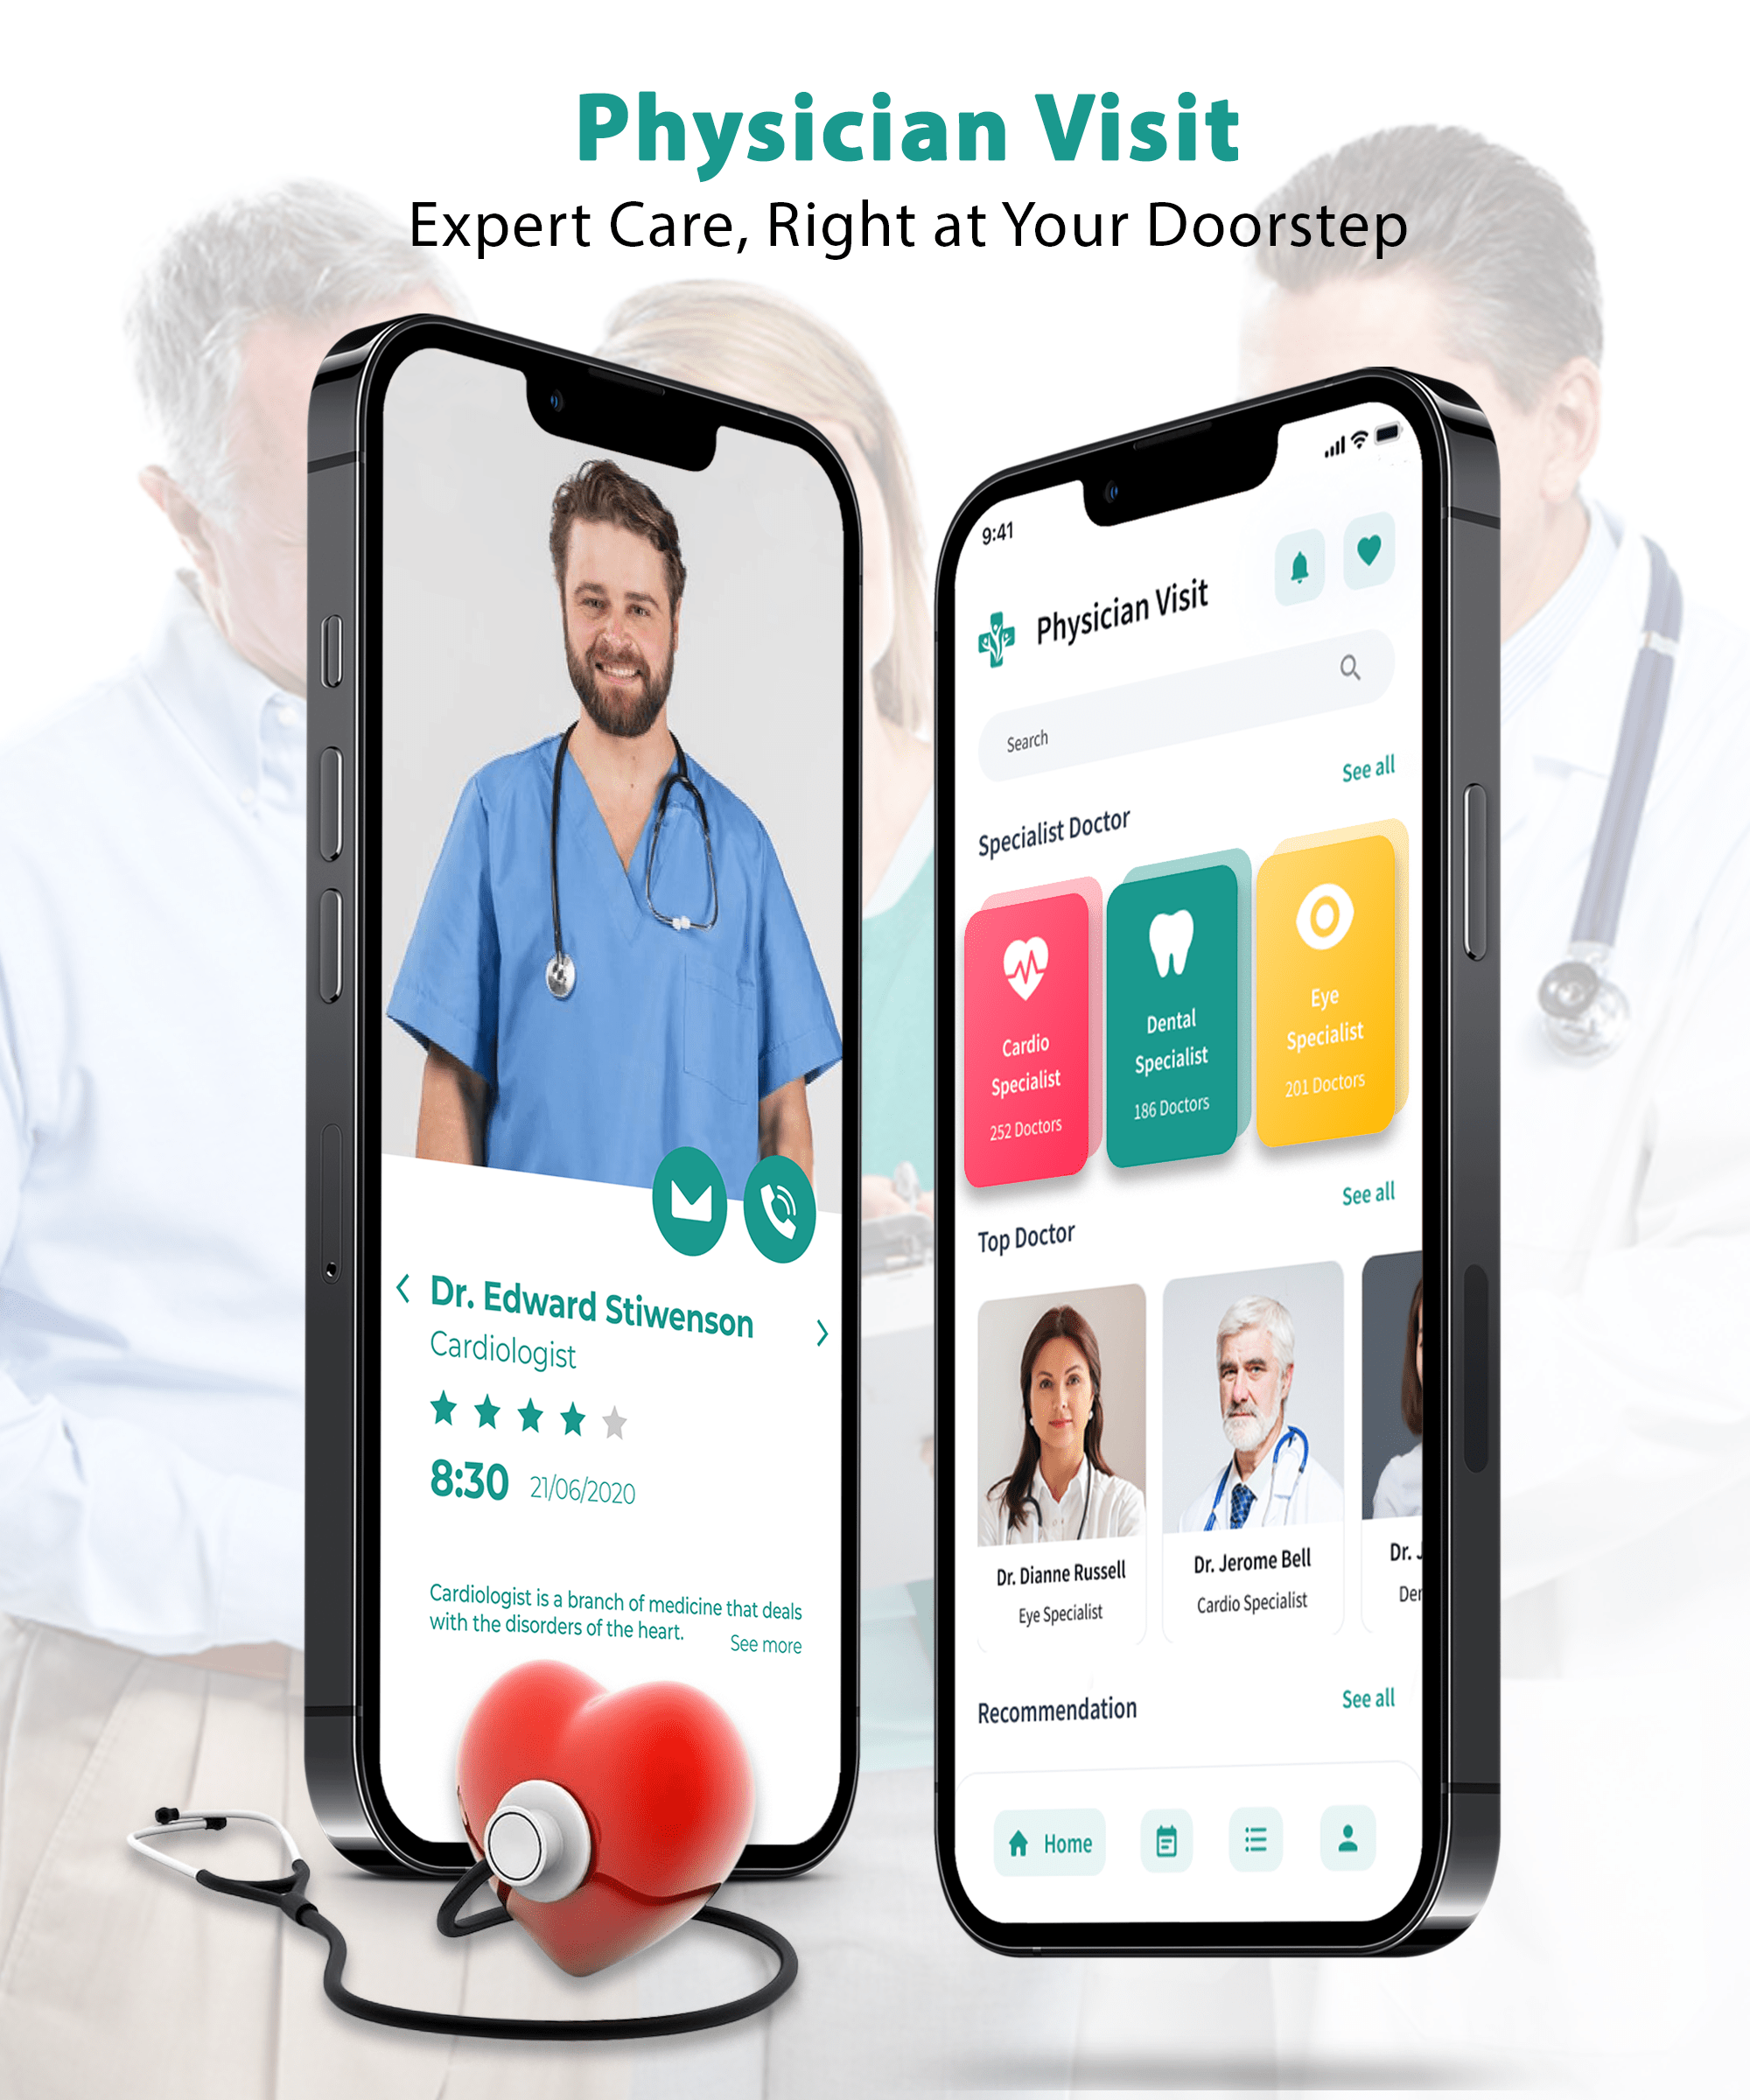 Physician Visit
Expert Care, Right at Your Doorstep
Dr. Edward Stiwenson
Cardiologist
8:30 21/06/2020
Cardiologist is a branch of medicine that deals
with the disorders of the heart.
See more
9:41
Physician Visit
Search
See all
Specialist Doctor
Cardio
Specialist
252 Doctors
Dental
Specialist
186 Doctors
Eye
Specialist
201 Doctors
See all
Top Doctor
Dr. Dianne Russell
Eye Specialist
Dr. Jerome Bell
Cardio Specialist
Dr.
Recommendation
See all
Home